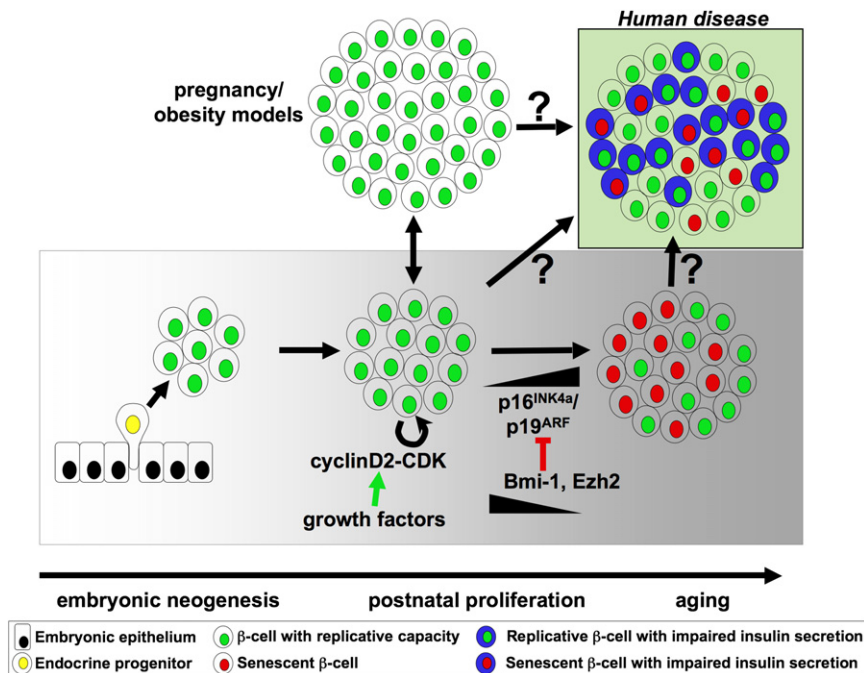 Human disease
pregnancy/
obesity models
?
?
?
p16INK4a/
p19ARF
cyclinD2-CDK
Bmi-1, Ezh2
growth factors
embryonic neogenesis
postnatal proliferation
aging
Embryonic epithelium
β-cell with replicative capacity
Replicative β-cell with impaired insulin secretion
Endocrine progenitor
Senescent β-cell
Senescent β-cell with impaired insulin secretion